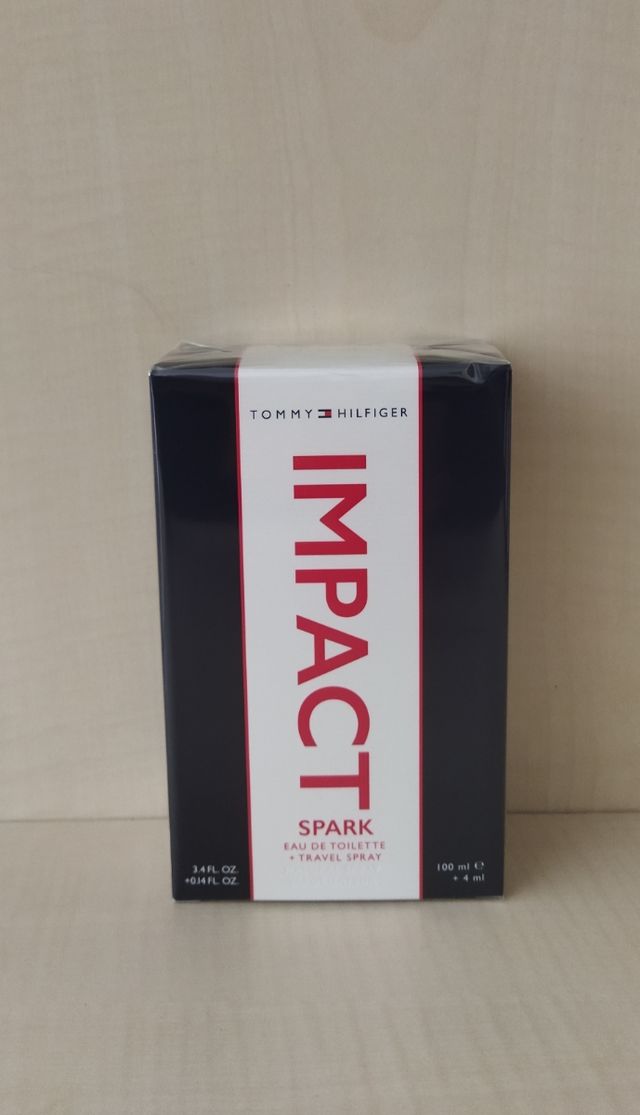 TOMMY HILFIGER
IMPACT
SPARK
EAU DE TOILETTE
+ TRAVEL SPRAY
3.4 FL. OZ.
+0.14 FL. OZ.
100 ml ℮
+ 4 ml